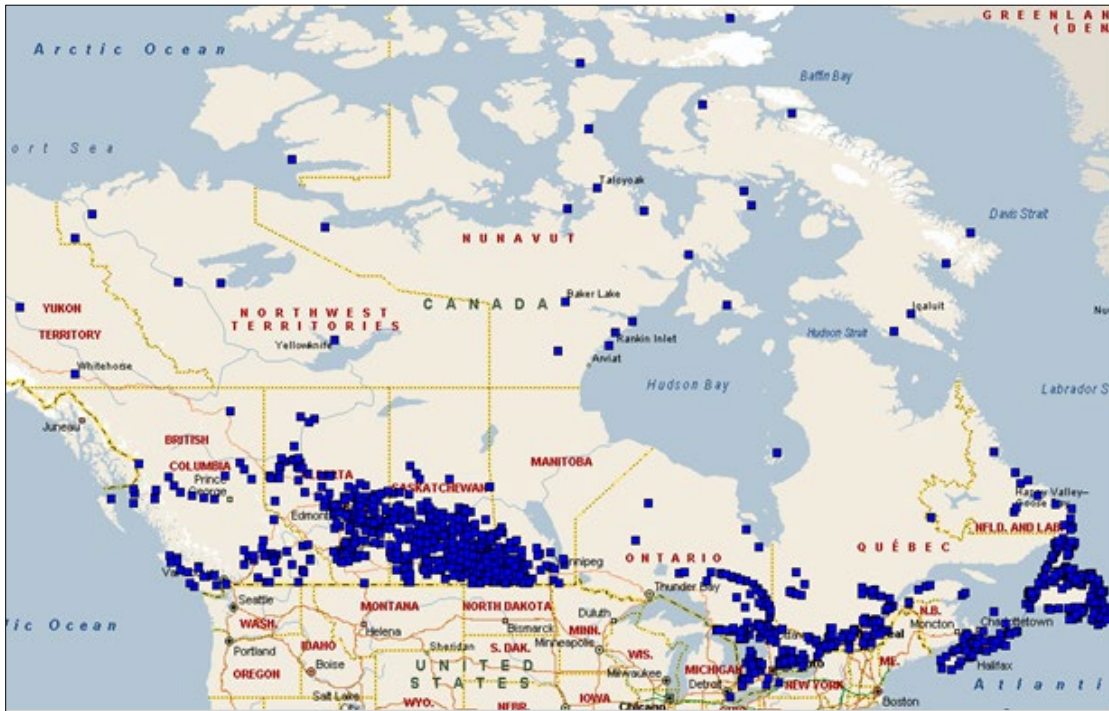 GREENLAN
(DEN
Arctic Ocean
Baffin Bay
ort Sea
Taloyoak
Davis Strait
NUNAVUT
CANADA
Baker Lake
YUKON
TERRITORY
NORTHWEST
TERRITORIES
Iqaluit
Hudson Strait
Rankin Inlet
Yellowknife
Arviat
Whitehorse
Hudson Bay
Labrador S
Juneau
BRITISH
COLUMBIA
Prince
George
MANITOBA
SASKATCHEWAN
Happy Valley–
Goose
NFLD. AND LAB
QUÉBEC
ONTARIO
Thunder Bay
Seattle
WASH.
MONTANA
Helena
NORTH DAKOTA
Bismarck
Duluth
MINN.
Minneapolis
N.B.
Moncton
Charlottetown
Halifax
lic Ocean
Portland
OREGON
IDAHO
Boise
Sheridan
S. DAK.
WIS.
Milwaukee
MICHIGAN
Detroit
NEW YORK
ME.
Boston
Atlanti
UNITED
STATES
Salt Lake
City
WYO.
NEBR.
IOWA
Chicago